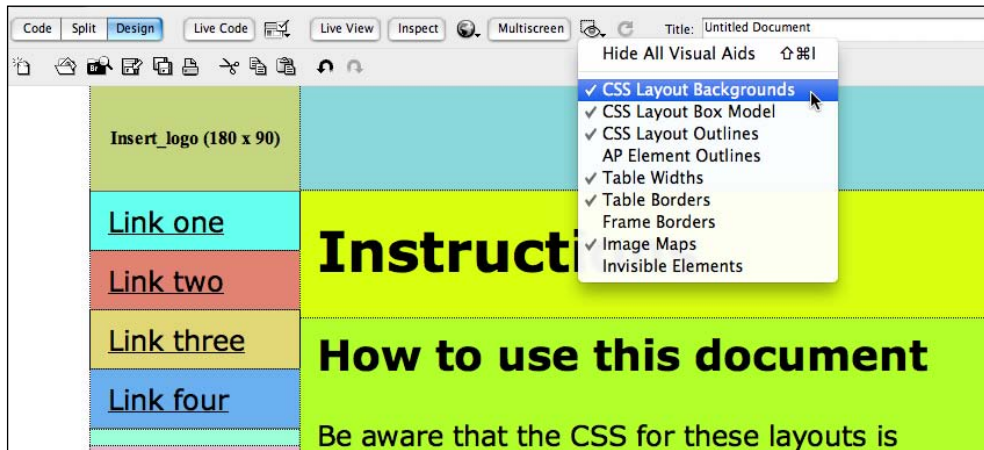 Code Split Design Live Code Live View Inspect Multiscreen Title: Untitled Document
Hide All Visual Aids ⇧⌘I
✓ CSS Layout Backgrounds
✓ CSS Layout Box Model
✓ CSS Layout Outlines
AP Element Outlines
✓ Table Widths
✓ Table Borders
Frame Borders
✓ Image Maps
Invisible Elements
Br
Insert_logo (180 x 90)
Link one
Link two
Link three
Link four
Instructi
How to use this document
Be aware that the CSS for these layouts is